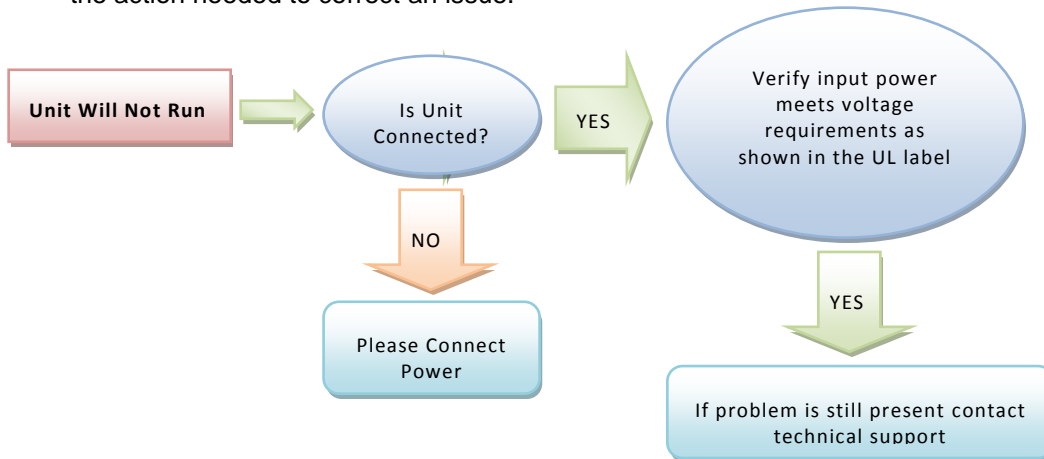 the action needed to correct an issue.
Unit Will Not Run
Is Unit
Connected?
YES
Verify input power
meets voltage
requirements as
shown in the UL label
NO
YES
Please Connect
Power
If problem is still present contact
technical support